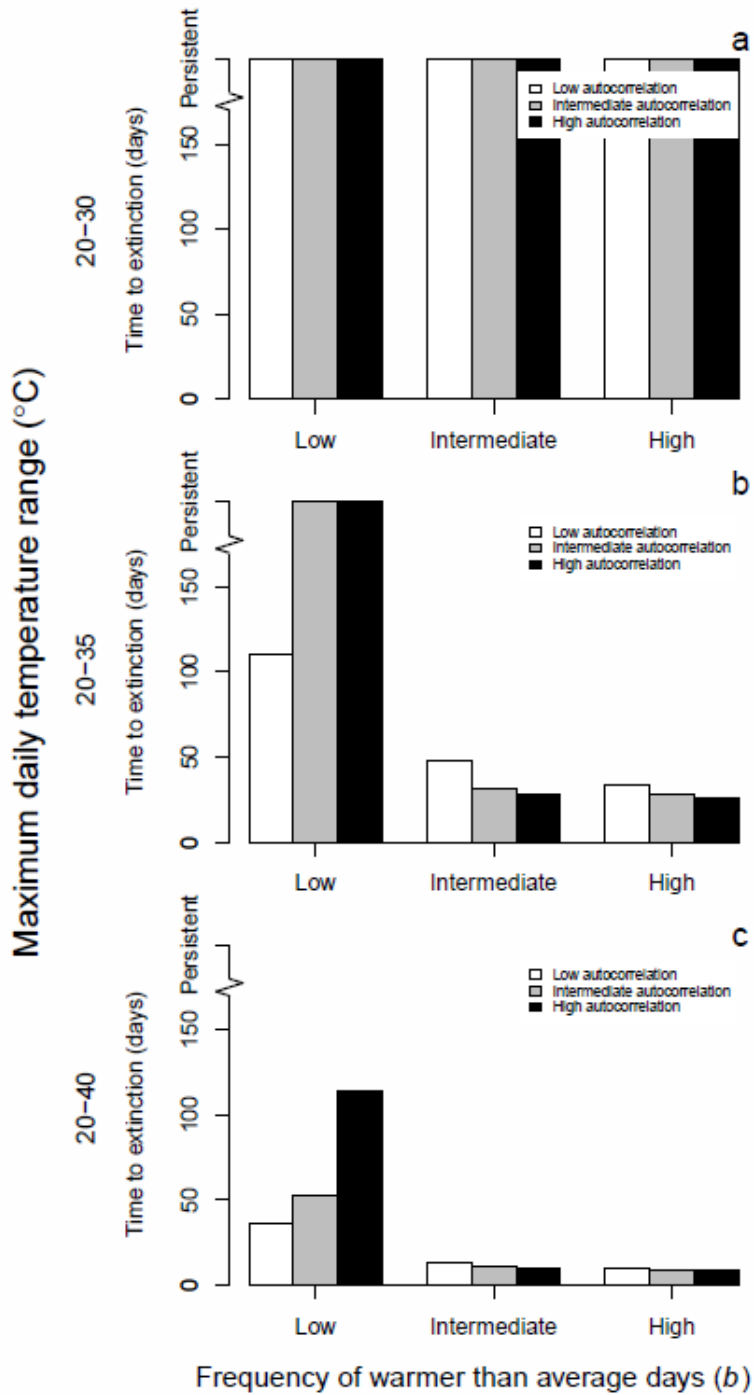 Maximum daily temperature range (°C)
a
20−30
Time to extinction (days)
Persistent
150
100
50
0
Low autocorrelation
Intermediate autocorrelation
High autocorrelation
Low Intermediate High
b
20−35
Time to extinction (days)
Persistent
150
100
50
0
Low autocorrelation
Intermediate autocorrelation
High autocorrelation
Low Intermediate High
c
20−40
Time to extinction (days)
Persistent
150
100
50
0
Low autocorrelation
Intermediate autocorrelation
High autocorrelation
Low Intermediate High
Frequency of warmer than average days (b)